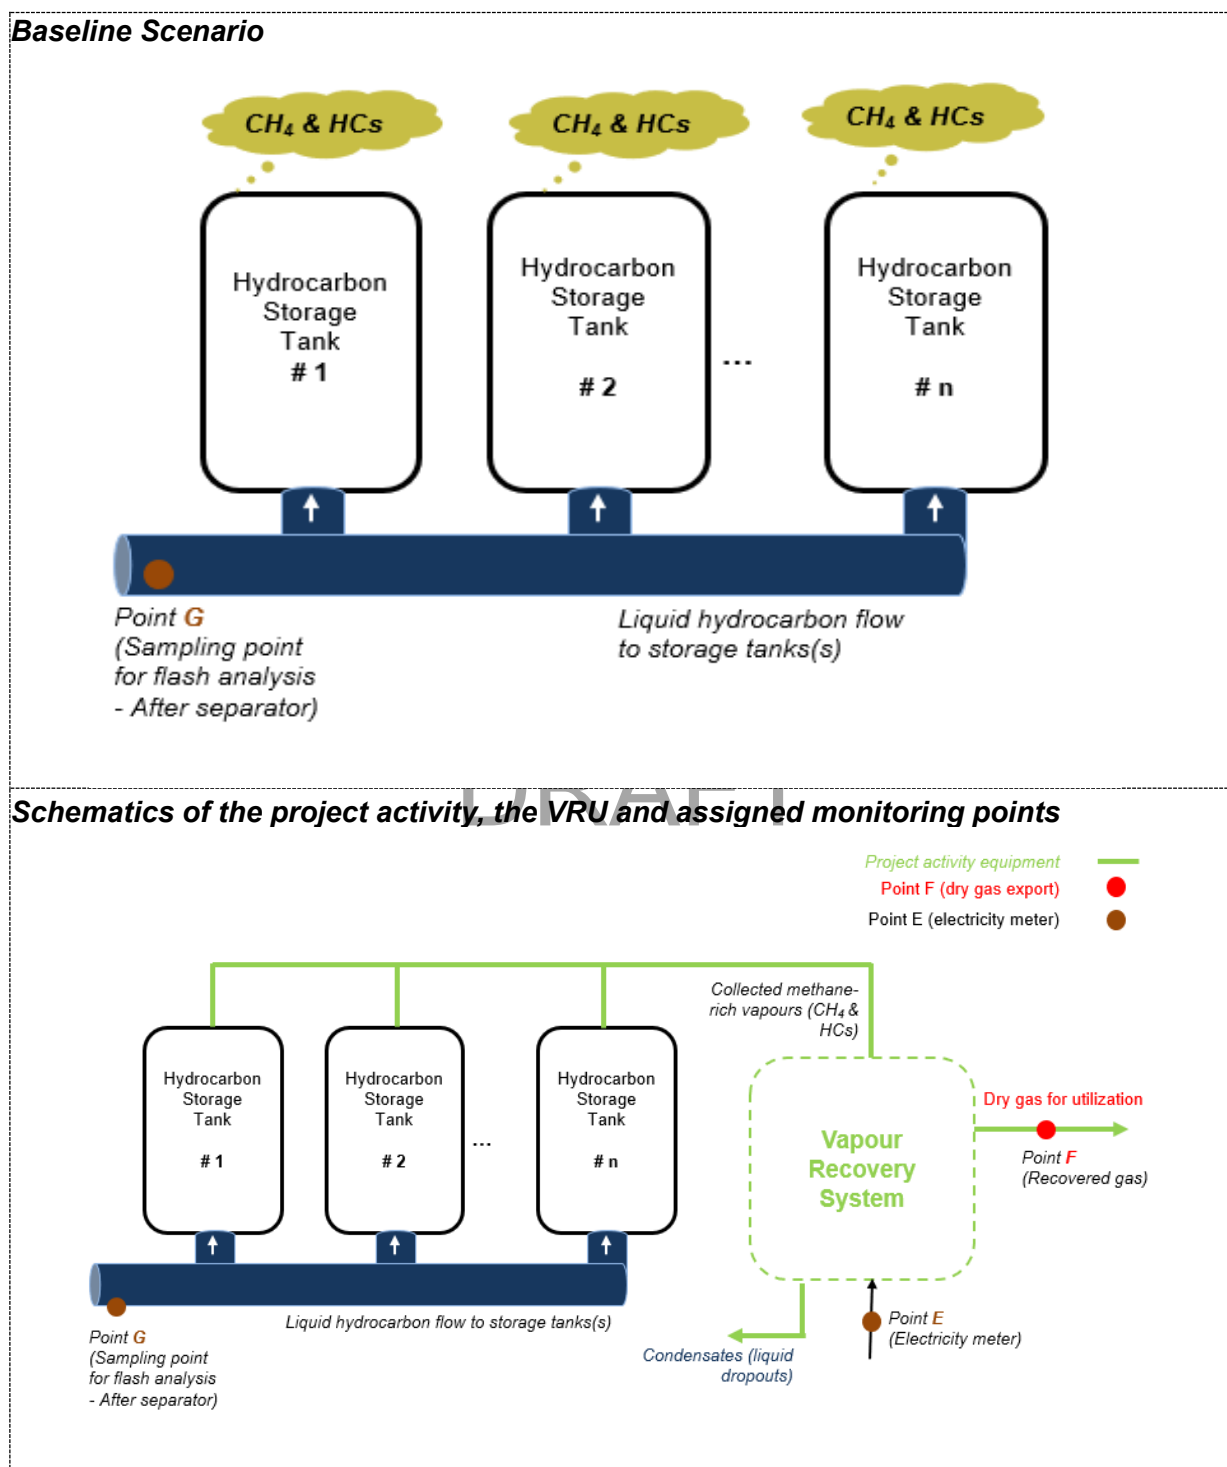 Baseline Scenario
CH₄ & HCs
CH₄ & HCs
CH₄ & HCs
Hydrocarbon
Storage
Tank
# 1
Hydrocarbon
Storage
Tank
# 2
...
Hydrocarbon
Storage
Tank
# n
Point G
(Sampling point
for flash analysis
- After separator)
Liquid hydrocarbon flow
to storage tanks(s)
DRAFT
Schematics of the project activity, the VRU and assigned monitoring points
Project activity equipment
Point F (dry gas export)
Point E (electricity meter)
Collected methane-
rich vapours (CH₄ &
HCs)
Hydrocarbon
Storage
Tank
# 1
Hydrocarbon
Storage
Tank
# 2
...
Hydrocarbon
Storage
Tank
# n
Vapour
Recovery
System
Dry gas for utilization
Point F
(Recovered gas)
Liquid hydrocarbon flow to storage tanks(s)
Point G
(Sampling point
for flash analysis
- After separator)
Point E
(Electricity meter)
Condensates (liquid
dropouts)